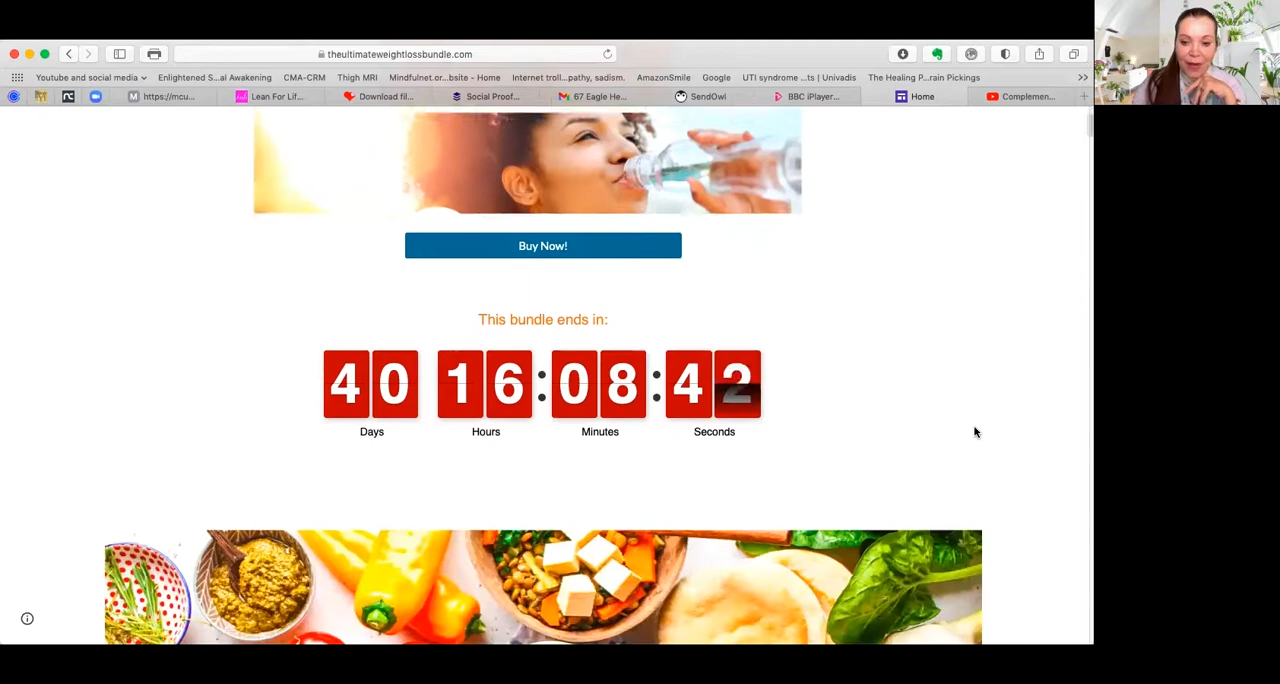 theultimateweightlossbundle.com
Youtube and social media
Enlightened S...al Awakening
CMA-CRM
Thigh MRI
Mindfulnet.or...bsite - Home
Internet troll...pathy, sadism.
AmazonSmile
Google
UTI syndrome ...ts | Univadis
The Healing P...rain Pickings
https://mcu...
Lean For Lif...
Download fil...
Social Proof...
67 Eagle He...
SendOwl
BBC iPlayer...
Home
Complemen...
Buy Now!
This bundle ends in:
40 16:08:42
Days Hours Minutes Seconds